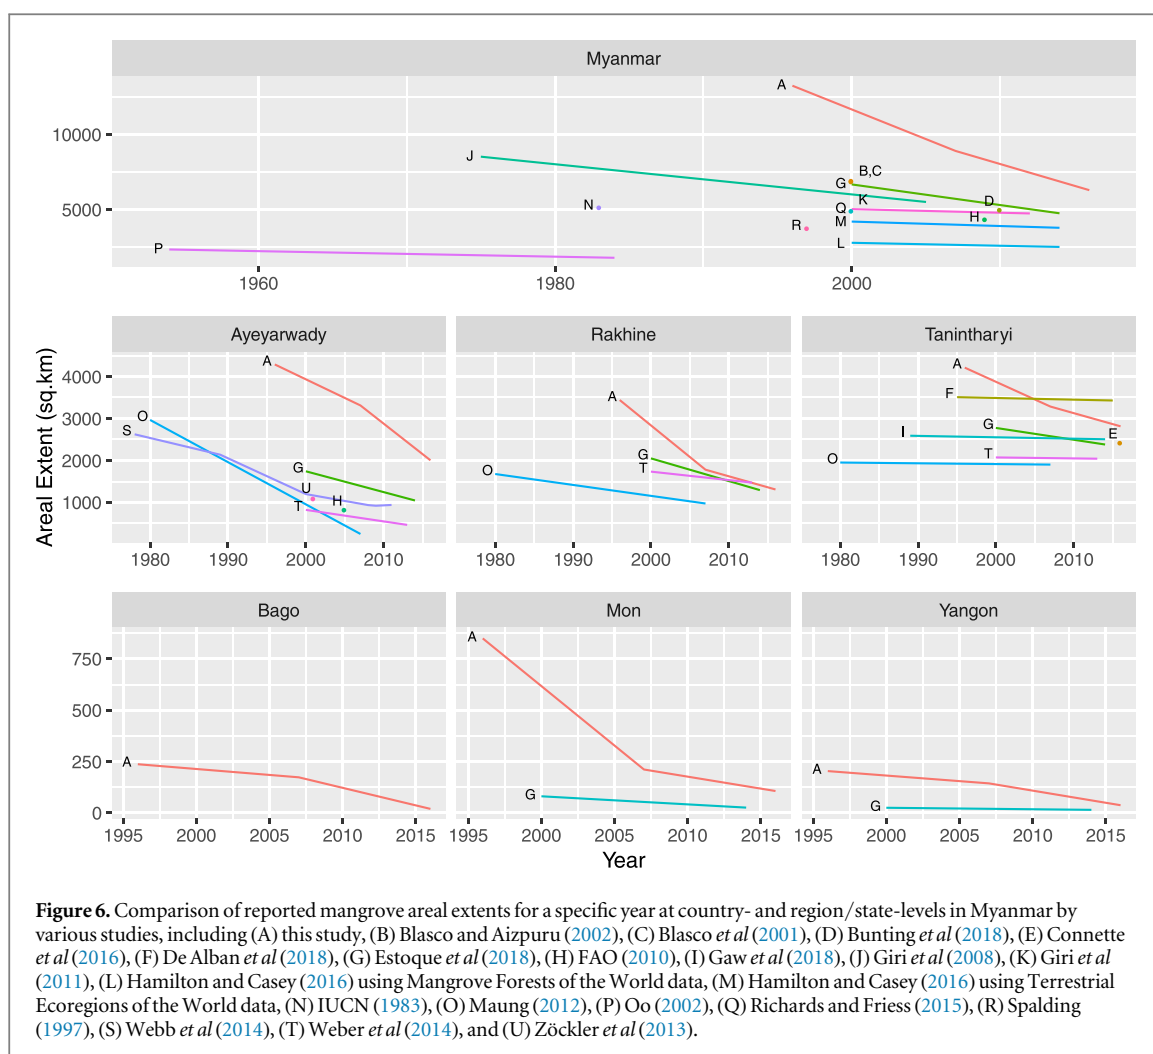 Myanmar
A
10000
J
B,C
G
K
D
N
Q
5000
H
R
M
L
P
1960 1980 2000
Areal Extent (sq.km)
Ayeyarwady Rakhine Tanintharyi
A
4000
O
3000
S
2000
G
U
H
1000
T
1980 1990 2000 2010
A
G
T
O
1980 1990 2000 2010
A
F
G
I
E
T
O
1980 1990 2000 2010
Bago Mon Yangon
750
500
250
A
0
1995 2000 2005 2010 2015
A
G
1995 2000 2005 2010 2015
A
G
1995 2000 2005 2010 2015
Year
Figure 6. Comparison of reported mangrove areal extents for a specific year at country- and region/state-levels in Myanmar by
various studies, including (A) this study, (B) Blasco and Aizpuru (2002), (C) Blasco et al (2001), (D) Bunting et al (2018), (E) Connette
et al (2016), (F) De Alban et al (2018), (G) Estoque et al (2018), (H) FAO (2010), (I) Gaw et al (2018), (J) Giri et al (2008), (K) Giri et al
(2011), (L) Hamilton and Casey (2016) using Mangrove Forests of the World data, (M) Hamilton and Casey (2016) using Terrestrial
Ecoregions of the World data, (N) IUCN (1983), (O) Maung (2012), (P) Oo (2002), (Q) Richards and Friess (2015), (R) Spalding
(1997), (S) Webb et al (2014), (T) Weber et al (2014), and (U) Zöckler et al (2013).